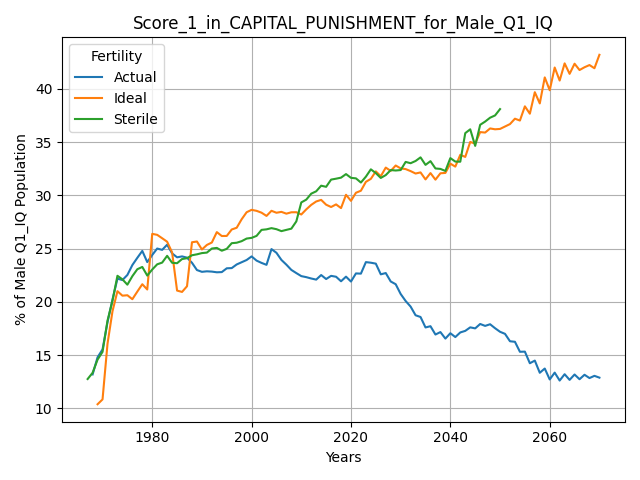 Score_1_in_CAPITAL_PUNISHMENT_for_Male_Q1_IQ
Fertility
Actual
Ideal
Sterile
% of Male Q1_IQ Population
40
35
30
25
20
15
10
1980
2000
2020
2040
2060
Years